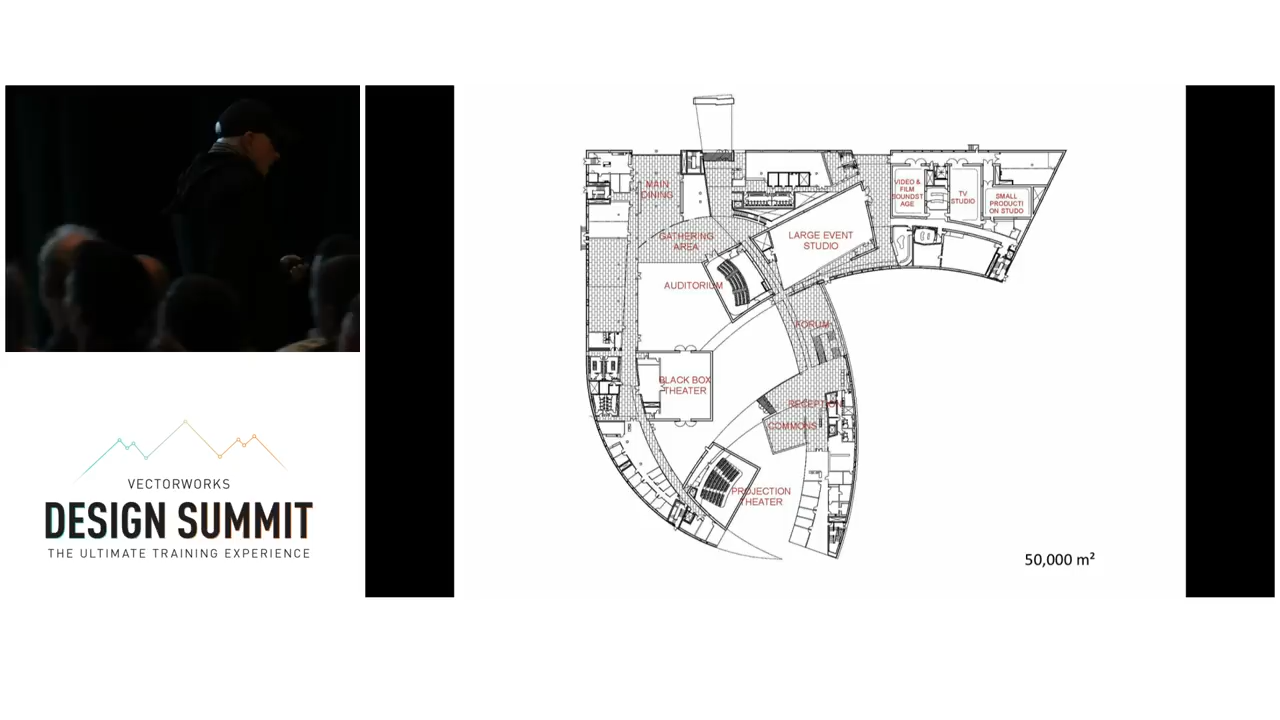 VECTORWORKS
DESIGN SUMMIT
THE ULTIMATE TRAINING EXPERIENCE
MAIN
DINING
GATHERING
AREA
AUDITORIUM
LARGE EVENT
STUDIO
VIDEO &
FILM
SOUNDST
AGE
TV
STUDIO
SMALL
PRODUCTI
ON STUDO
FORUM
BLACK BOX
THEATER
RECEPTION
COMMONS
PROJECTION
THEATER
50,000 m²